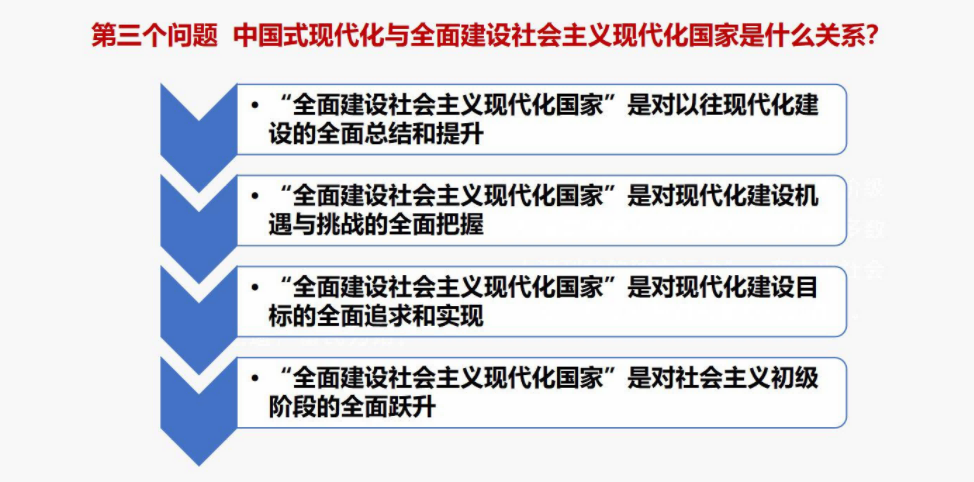 第三个问题 中国式现代化与全面建设社会主义现代化国家是什么关系？
• “全面建设社会主义现代化国家”是对以往现代化建
设的全面总结和提升
• “全面建设社会主义现代化国家”是对现代化建设机
遇与挑战的全面把握
• “全面建设社会主义现代化国家”是对现代化建设目
标的全面追求和实现
• “全面建设社会主义现代化国家”是对社会主义初级
阶段的全面跃升